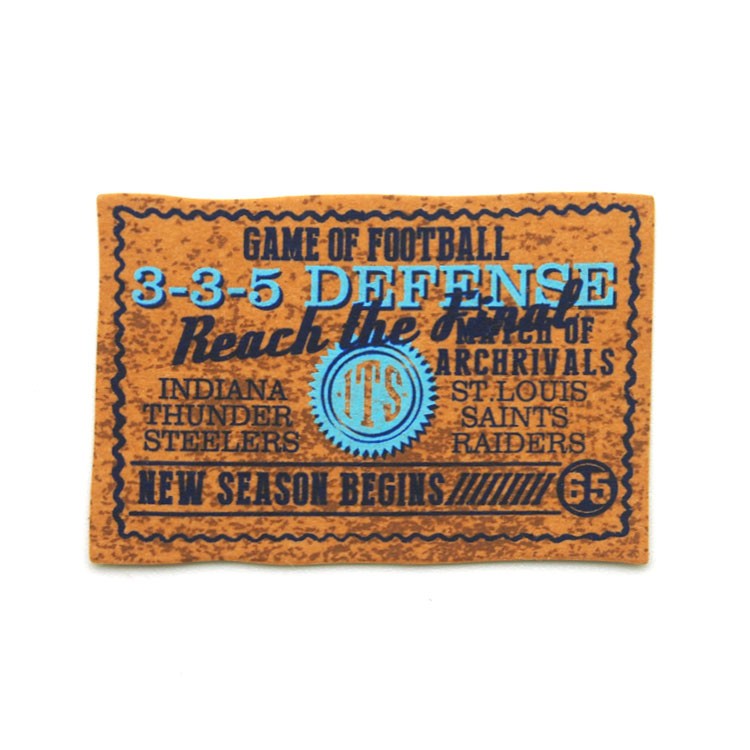 GAME OF FOOTBALL
3-3-5 DEFENSE
Reach the Final
MATCH OF
ARCHRIVALS
INDIANA
THUNDER
STEELERS
ITS
ST.LOUIS
SAINTS
RAIDERS
NEW SEASON BEGINS
65